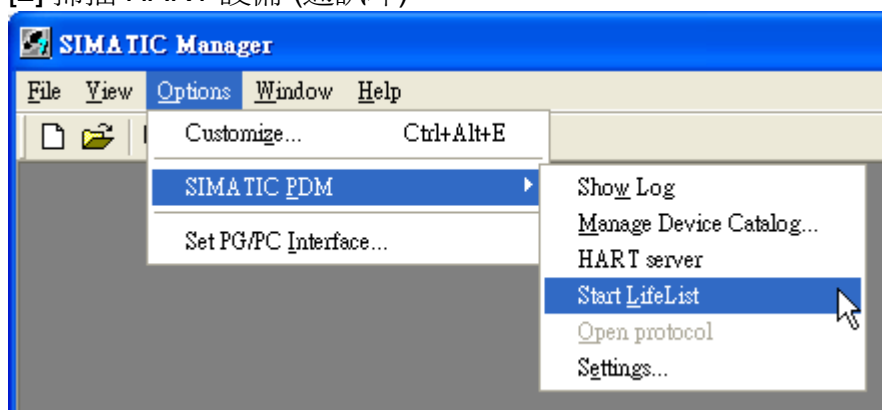 SIMATIC Manager
File View Options Window Help
Customize... Ctrl+Alt+E
SIMATIC PDM
Set PG/PC Interface...
Show Log
Manage Device Catalog...
HART server
Start LifeList
Open protocol
Settings...